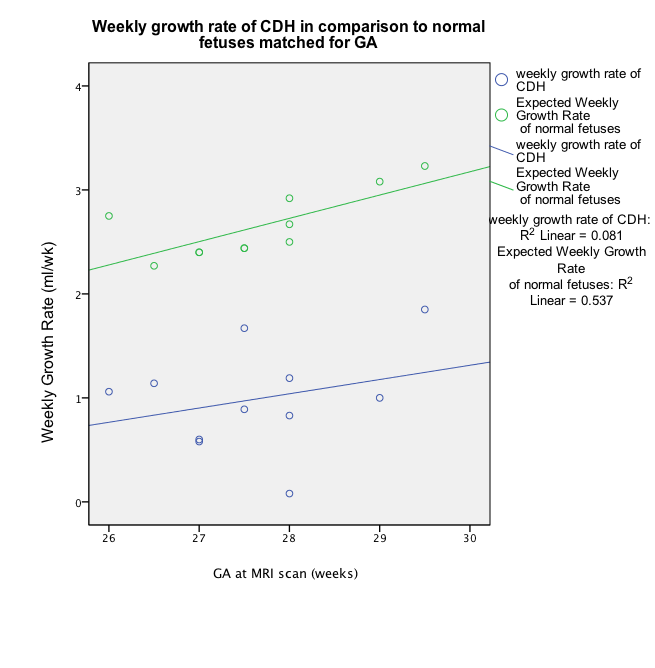 Weekly growth rate of CDH in comparison to normal
fetuses matched for GA
weekly growth rate of
CDH
Expected Weekly
Growth Rate
of normal fetuses
weekly growth rate of
CDH
Expected Weekly
Growth Rate
of normal fetuses
weekly growth rate of CDH:
R² Linear = 0.081
Expected Weekly Growth
Rate
of normal fetuses: R²
Linear = 0.537
Weekly Growth Rate (ml/wk)
4
3
2
1
0
26 27 28 29 30
GA at MRI scan (weeks)